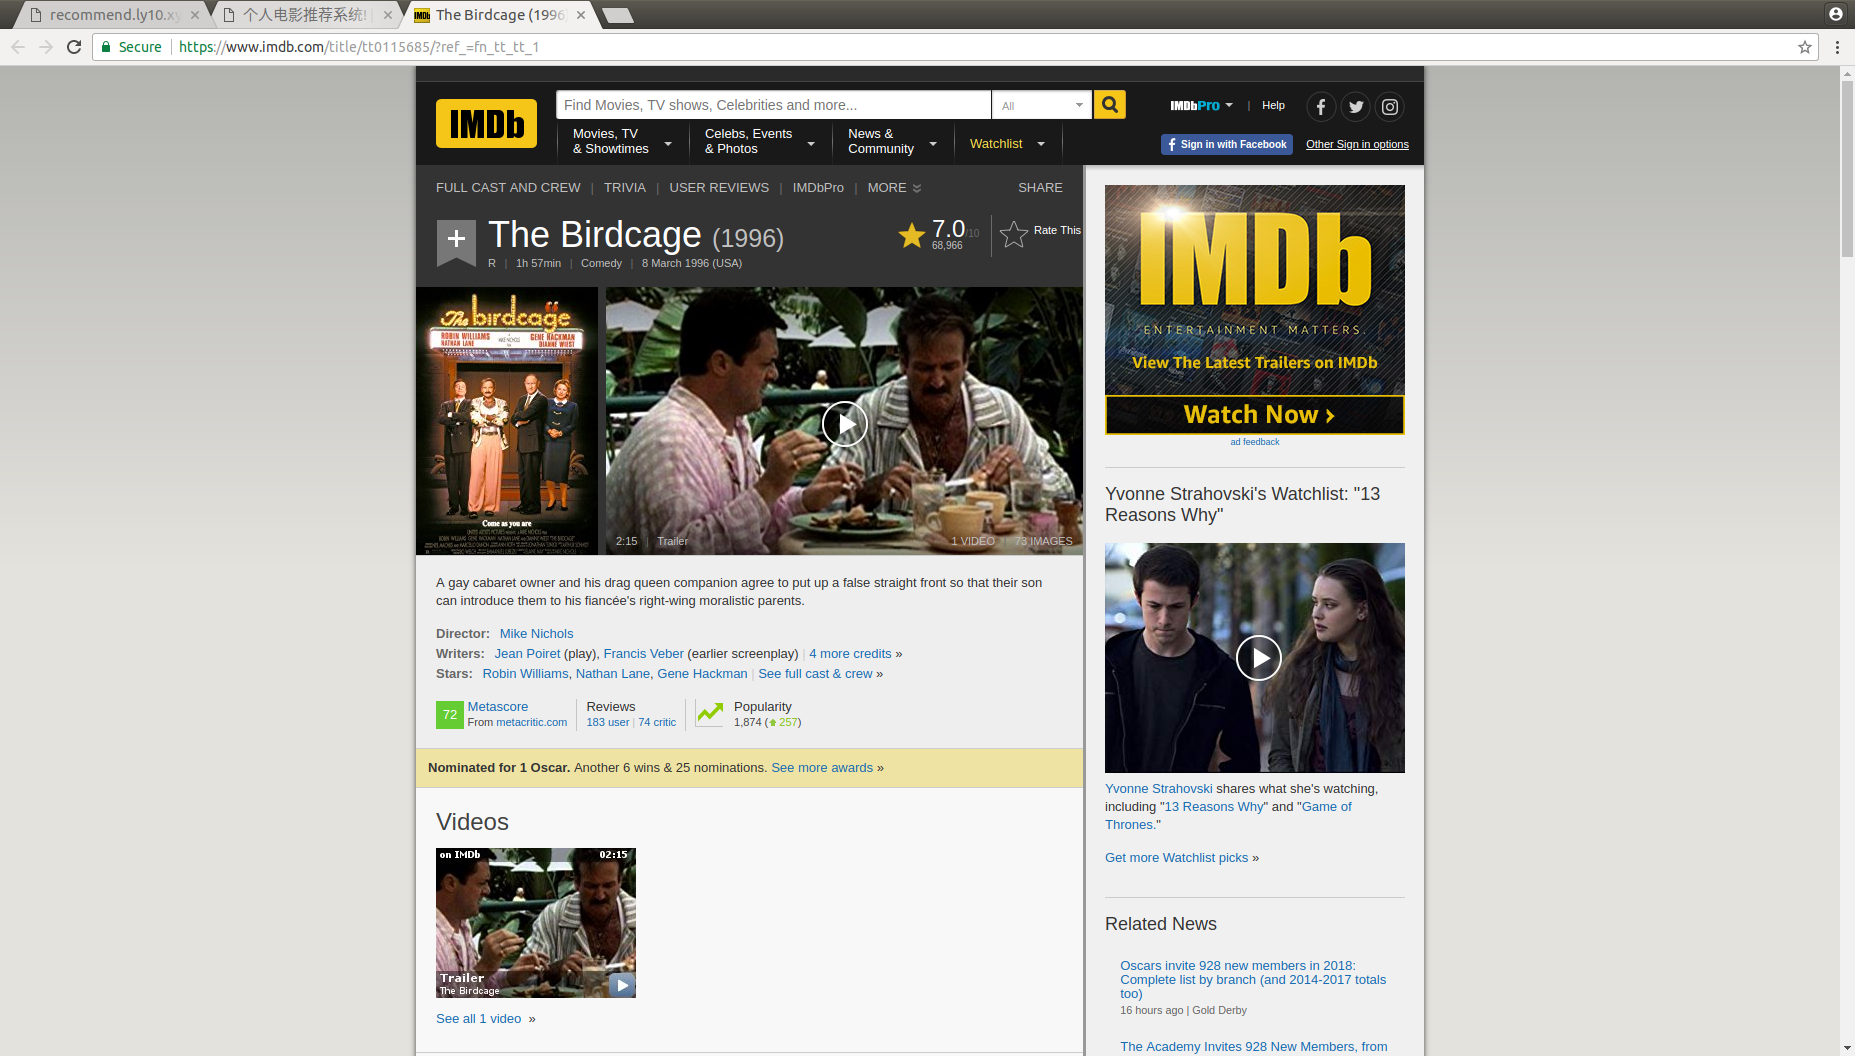 recommend.ly10.xy
个人电影推荐系统!
The Birdcage (1996
Secure
https://www.imdb.com/title/tt0115685/?ref_=fn_tt_tt_1
IMDb
Find Movies, TV shows, Celebrities and more...
All
IMDbPro | Help
Movies, TV
& Showtimes
Celebs, Events
& Photos
News &
Community
Watchlist
Sign in with Facebook
Other Sign in options
FULL CAST AND CREW | TRIVIA | USER REVIEWS | IMDbPro | MORE
SHARE
The Birdcage (1996)
R | 1h 57min | Comedy | 8 March 1996 (USA)
7.0/10
68,966
Rate This
The birdcage
ROBIN WILLIAMS
NATHAN LANE
GENE HACKMAN
DIANNE WIEST
Come as you are
2:15 | Trailer
1 VIDEO | 73 IMAGES
A gay cabaret owner and his drag queen companion agree to put up a false straight front so that their son
can introduce them to his fiancée's right-wing moralistic parents.
Director: Mike Nichols
Writers: Jean Poiret (play), Francis Veber (earlier screenplay) | 4 more credits »
Stars: Robin Williams, Nathan Lane, Gene Hackman | See full cast & crew »
72
Metascore
From metacritic.com
Reviews
183 user | 74 critic
Popularity
1,874 (257)
Nominated for 1 Oscar. Another 6 wins & 25 nominations. See more awards »
Videos
on IMDb
02:15
Trailer
The Birdcage
See all 1 video »
IMDb
ENTERTAINMENT MATTERS.
View The Latest Trailers on IMDb
Watch Now ›
ad feedback
Yvonne Strahovski's Watchlist: "13
Reasons Why"
Yvonne Strahovski shares what she's watching,
including "13 Reasons Why" and "Game of
Thrones."
Get more Watchlist picks »
Related News
Oscars invite 928 new members in 2018:
Complete list by branch (and 2014-2017 totals
too)
16 hours ago | Gold Derby
The Academy Invites 928 New Members, from